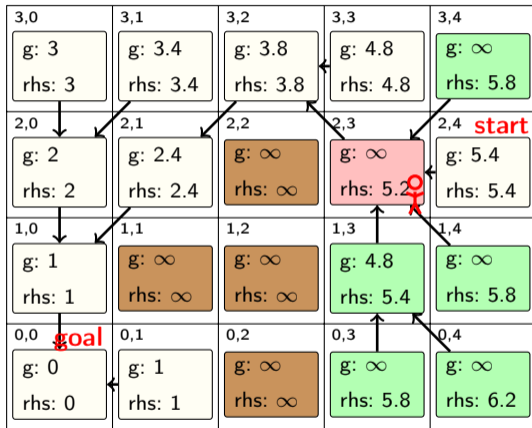 3,0 3,1 3,2 3,3 3,4
g: 3 g: 3.4 g: 3.8 g: 4.8 g: ∞
rhs: 3 rhs: 3.4 rhs: 3.8 rhs: 4.8 rhs: 5.8
2,0 2,1 2,2 2,3 2,4 start
g: 2 g: 2.4 g: ∞ g: ∞ g: 5.4
rhs: 2 rhs: 2.4 rhs: ∞ rhs: 5.2 rhs: 5.4
1,0 1,1 1,2 1,3 1,4
g: 1 g: ∞ g: ∞ g: 4.8 g: ∞
rhs: 1 rhs: ∞ rhs: ∞ rhs: 5.4 rhs: 5.8
0,0 goal 0,1 0,2 0,3 0,4
g: 0 g: 1 g: ∞ g: ∞ g: ∞
rhs: 0 rhs: 1 rhs: ∞ rhs: 5.8 rhs: 6.2